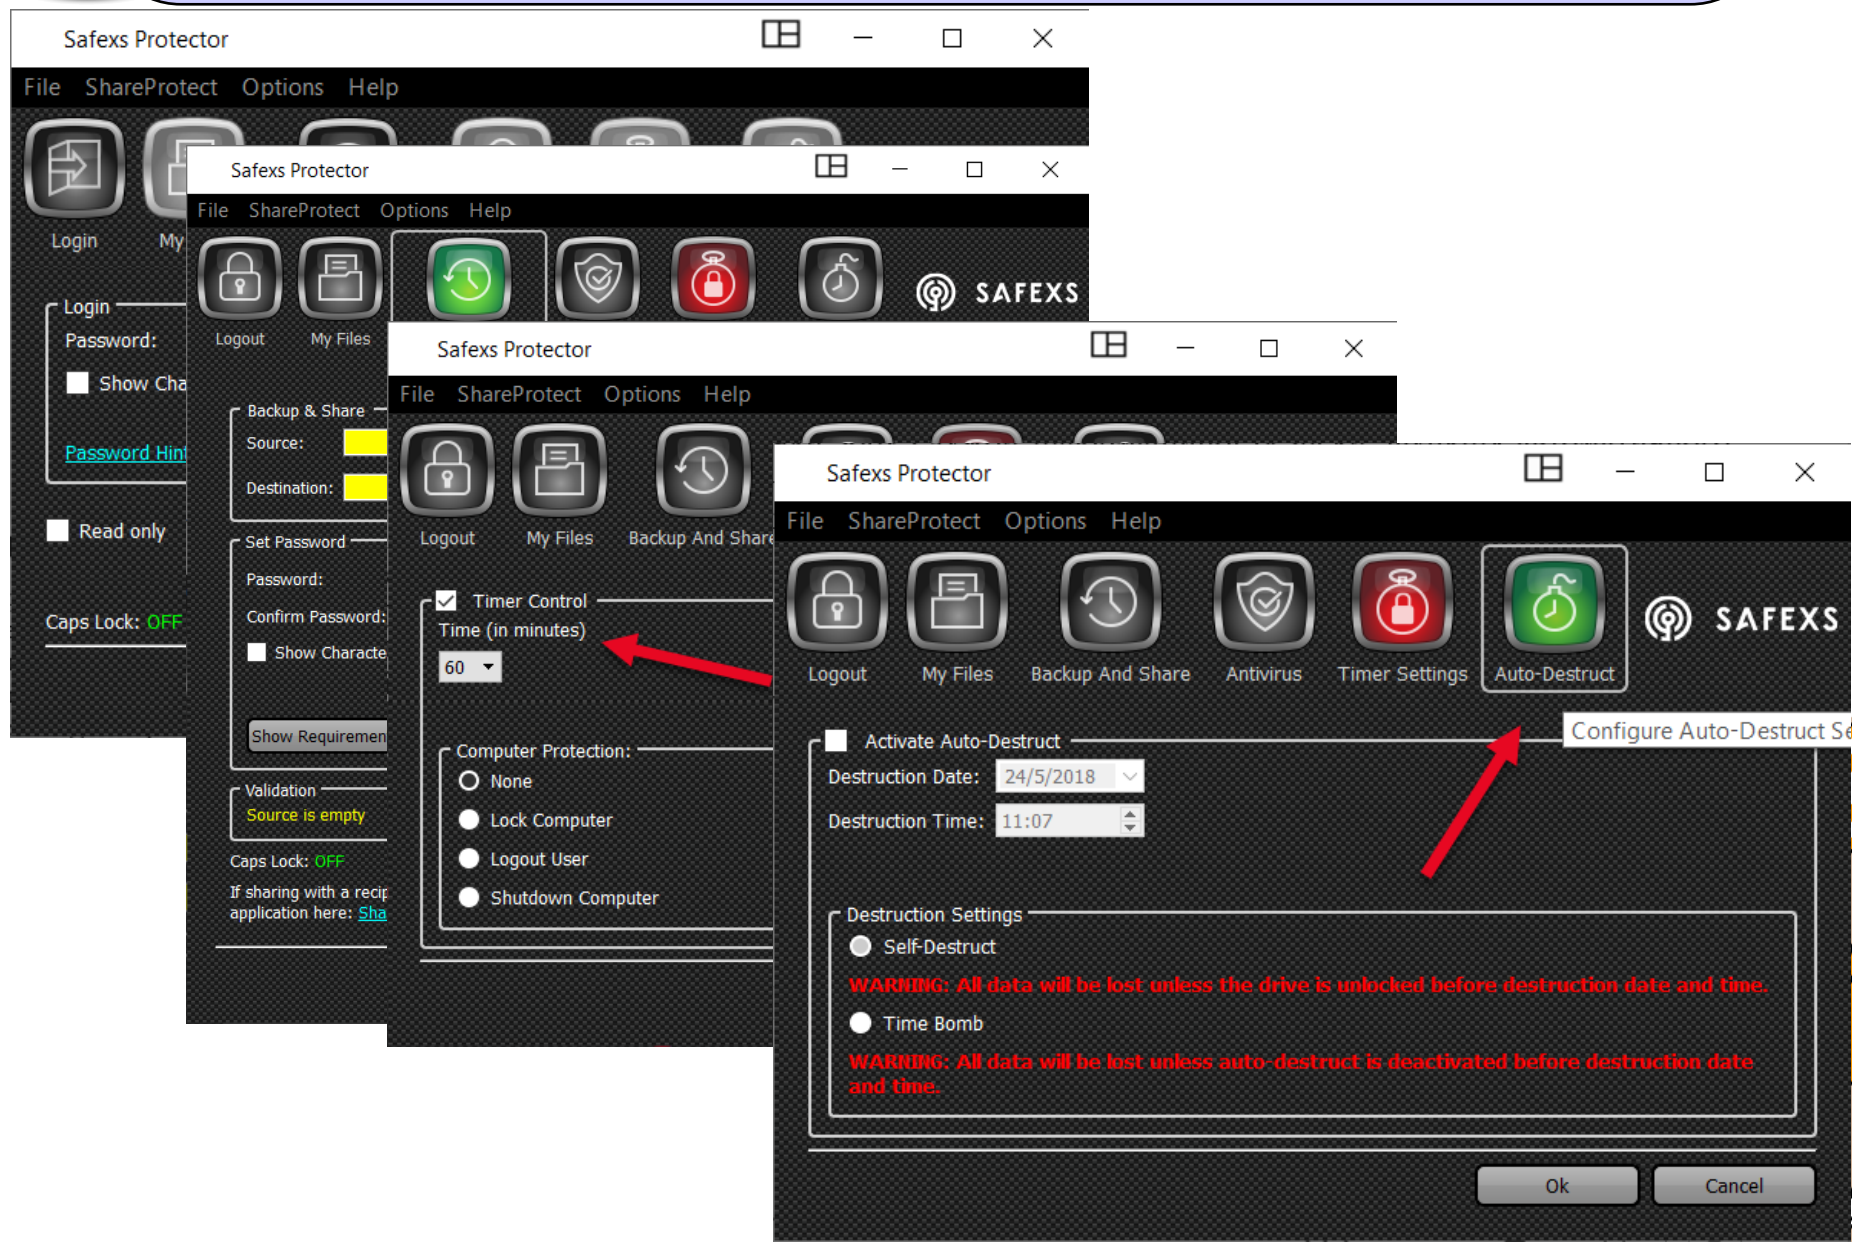 Safexs Protector
File ShareProtect Options Help
Login My
Login
Password:
Show Cha
Password Hint
Read only
Caps Lock: OFF
Safexs Protector
File ShareProtect Options Help
SAFEXS
Logout My Files
Backup & Share
Source:
Destination:
Set Password
Password:
Confirm Password:
Show Characte
Show Requiremen
Validation
Source is empty
Caps Lock: OFF
If sharing with a recip
application here: Sha
Safexs Protector
File ShareProtect Options Help
Logout My Files Backup And Share
Timer Control
Time (in minutes)
60
Computer Protection:
None
Lock Computer
Logout User
Shutdown Computer
Safexs Protector
File ShareProtect Options Help
SAFEXS
Logout My Files Backup And Share Antivirus Timer Settings Auto-Destruct
Configure Auto-Destruct Se
Activate Auto-Destruct
Destruction Date: 24/5/2018
Destruction Time: 11:07
Destruction Settings
Self-Destruct
WARNING: All data will be lost unless the drive is unlocked before destruction date and time.
Time Bomb
WARNING: All data will be lost unless auto-destruct is deactivated before destruction date
and time.
Ok Cancel